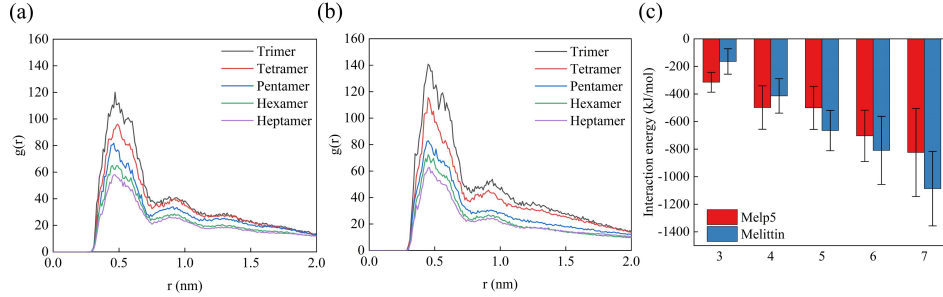 (a)
160
140
120
100
80
60
40
20
0
g(r)
0.0
0.5
1.0
1.5
2.0
r (nm)
Trimer
Tetramer
Pentamer
Hexamer
Heptamer
(b)
160
140
120
100
80
60
40
20
0
g(r)
0.0
0.5
1.0
1.5
2.0
r (nm)
Trimer
Tetramer
Pentamer
Hexamer
Heptamer
(c)
0
-200
-400
-600
-800
-1000
-1200
-1400
Interaction energy (kJ/mol)
Melp5
Melittin
3
4
5
6
7